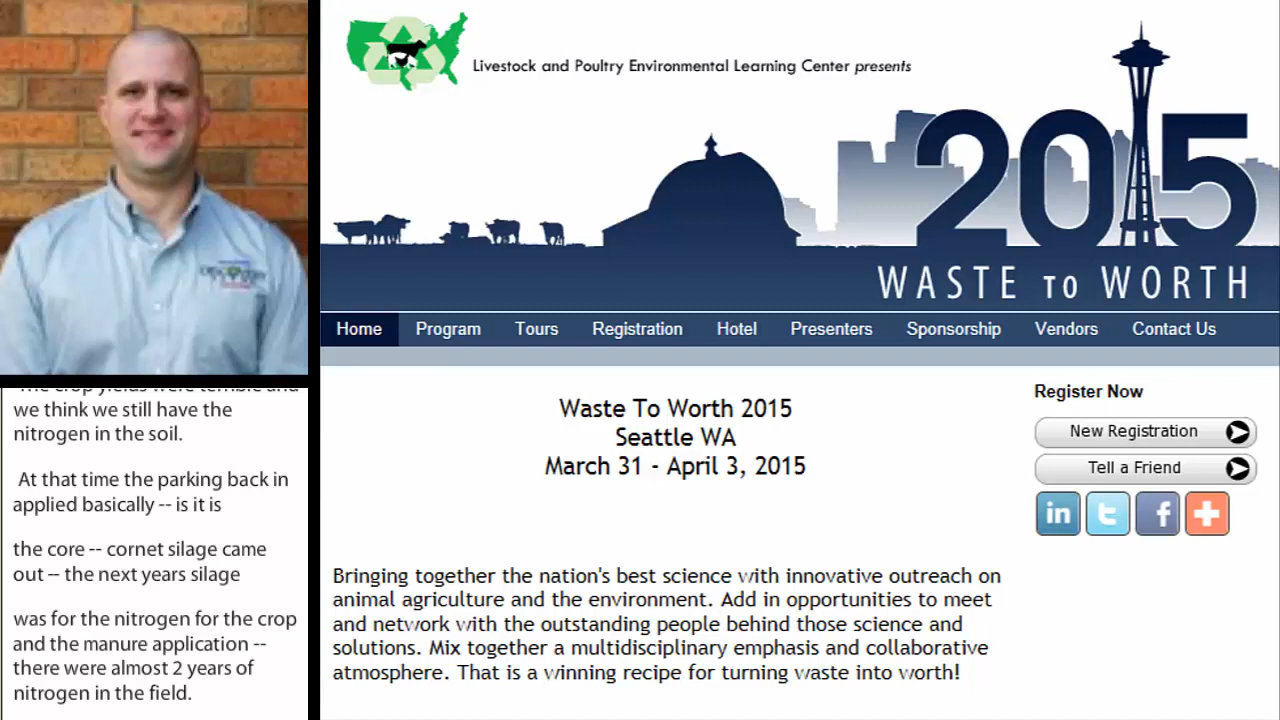 Livestock and Poultry Environmental Learning Center presents
2015
WASTE TO WORTH
Home Program Tours Registration Hotel Presenters Sponsorship Vendors Contact Us
The crop yields were terrible and
we think we still have the
nitrogen in the soil.
At that time the parking back in
applied basically -- is it is
the core -- cornet silage came
out -- the next years silage
was for the nitrogen for the crop
and the manure application --
there were almost 2 years of
nitrogen in the field.
Waste To Worth 2015
Seattle WA
March 31 - April 3, 2015
Bringing together the nation's best science with innovative outreach on
animal agriculture and the environment. Add in opportunities to meet
and network with the outstanding people behind those science and
solutions. Mix together a multidisciplinary emphasis and collaborative
atmosphere. That is a winning recipe for turning waste into worth!
Register Now
New Registration
Tell a Friend
in t f +